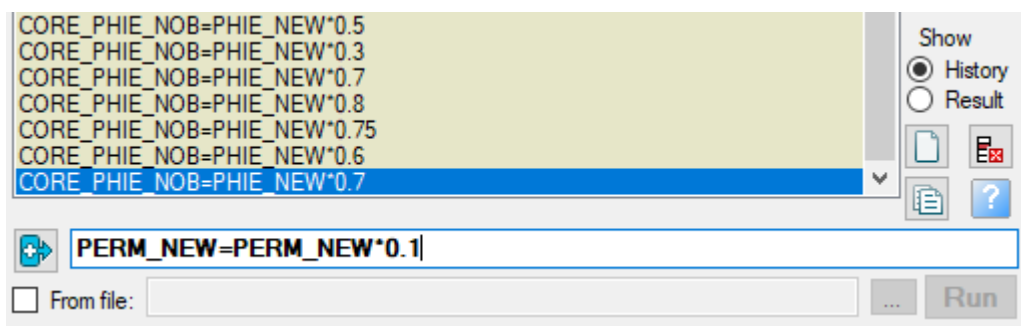 CORE_PHIE_NOB=PHIE_NEW*0.5
CORE_PHIE_NOB=PHIE_NEW*0.3
CORE_PHIE_NOB=PHIE_NEW*0.7
CORE_PHIE_NOB=PHIE_NEW*0.8
CORE_PHIE_NOB=PHIE_NEW*0.75
CORE_PHIE_NOB=PHIE_NEW*0.6
CORE_PHIE_NOB=PHIE_NEW*0.7
Show
History
Result
?
PERM_NEW=PERM_NEW*0.1
From file:
...
Run